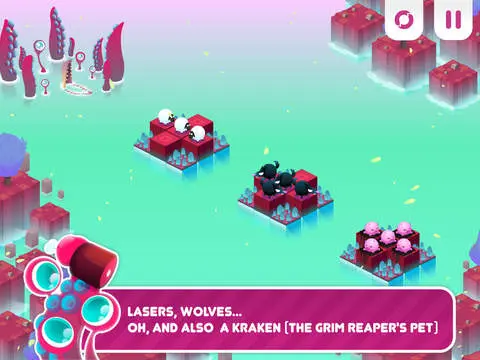 LASERS, WOLVES...
OH, AND ALSO A KRAKEN (THE GRIM REAPER'S PET)